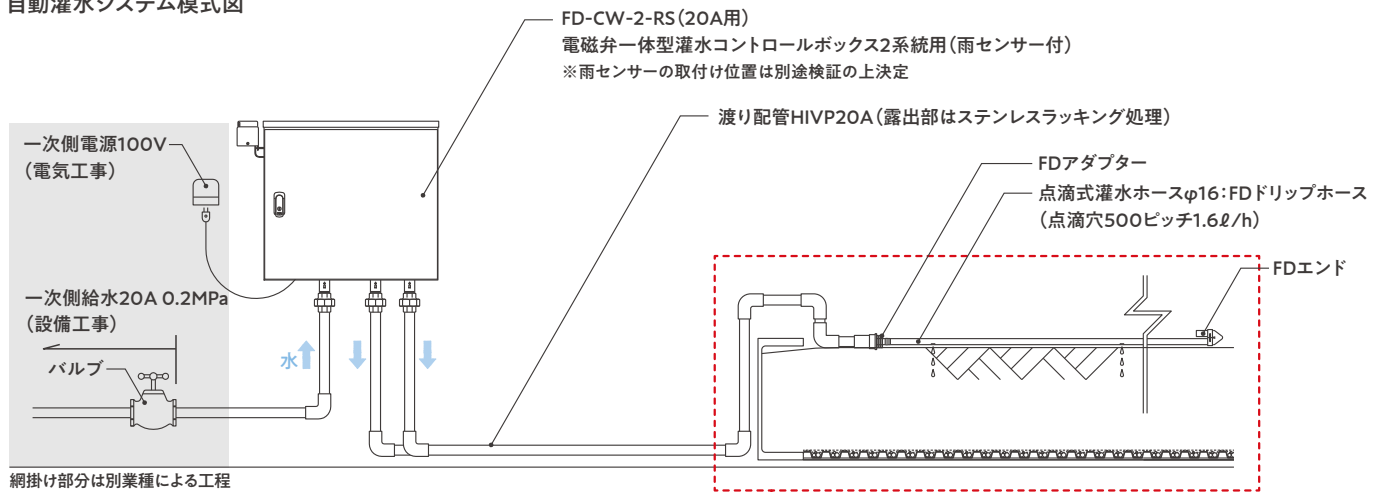 自動灌水システム模式図
FD-CW-2-RS(20A用)
電磁弁一体型灌水コントロールボックス2系統用(雨センサー付)
※雨センサーの取付け位置は別途検証の上決定
渡り配管HIVP20A(露出部はステンレスラッキング処理)
一次側電源100V
(電気工事)
FDアダプター
点滴式灌水ホースφ16:FDドリップホース
(点滴穴500ピッチ1.6ℓ/h)
FDエンド
一次側給水20A 0.2MPa
(設備工事)
水
バルブ
網掛け部分は別業種による工程